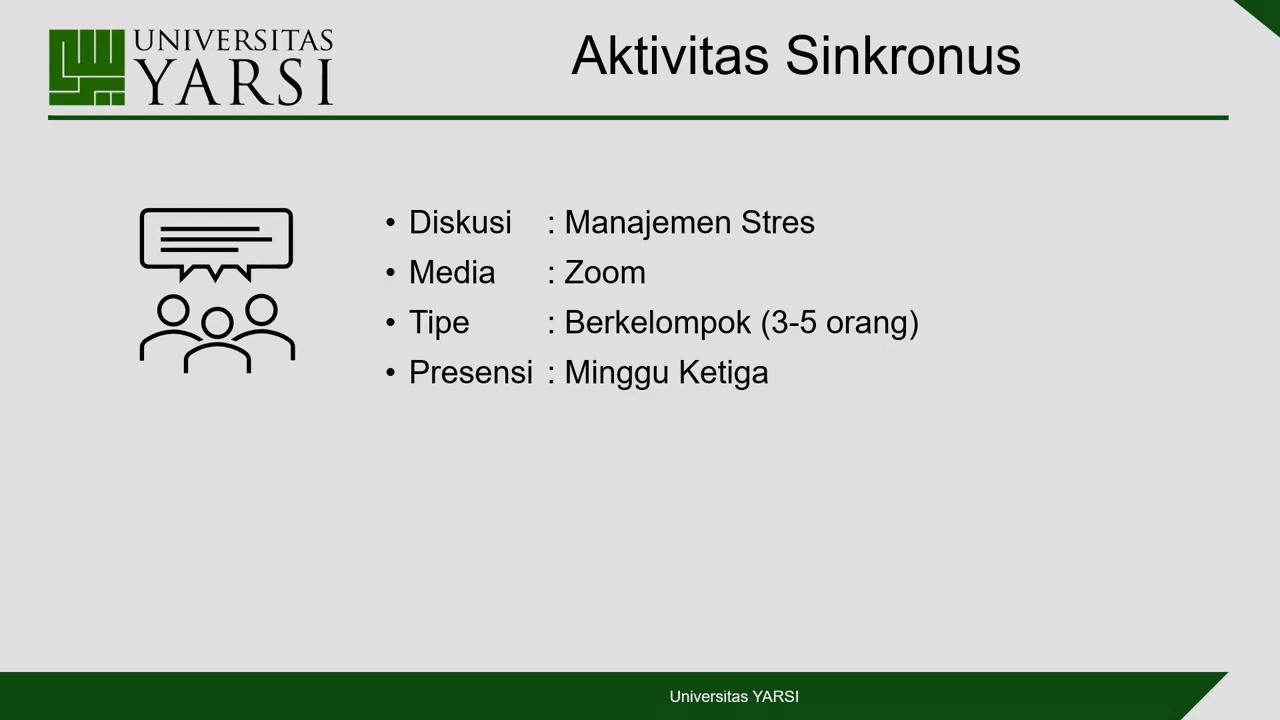 UNIVERSITAS
YARSI
Aktivitas Sinkronus
• Diskusi : Manajemen Stres
• Media : Zoom
• Tipe : Berkelompok (3-5 orang)
• Presensi : Minggu Ketiga
Universitas YARSI